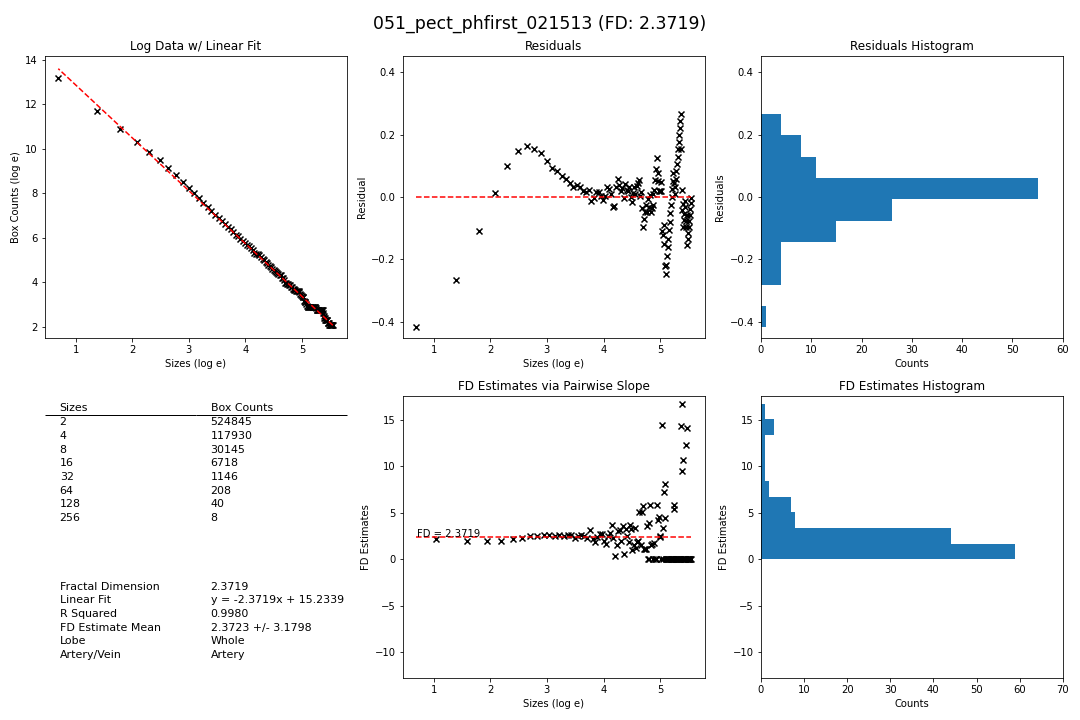 051_pect_phfirst_021513 (FD: 2.3719)
Log Data w/ Linear Fit
14
12
10
8
6
4
2
1
2
3
4
5
Box Counts (log e)
Sizes (log e)
Residuals
0.4
0.2
0.0
−0.2
−0.4
1
2
3
4
5
Residual
Sizes (log e)
Residuals Histogram
0.4
0.2
0.0
−0.2
−0.4
0
10
20
30
40
50
60
Residuals
Counts
Sizes Box Counts
2 524845
4 117930
8 30145
16 6718
32 1146
64 208
128 40
256 8
Fractal Dimension 2.3719
Linear Fit y = -2.3719x + 15.2339
R Squared 0.9980
FD Estimate Mean 2.3723 +/- 3.1798
Lobe Whole
Artery/Vein Artery
FD Estimates via Pairwise Slope
15
10
5
0
−5
−10
FD = 2.3719
1
2
3
4
5
FD Estimates
Sizes (log e)
FD Estimates Histogram
15
10
5
0
−5
−10
0
10
20
30
40
50
60
70
FD Estimates
Counts